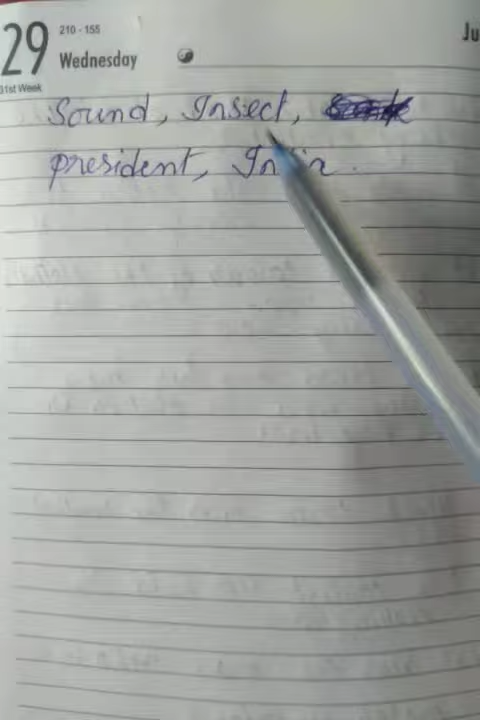 29
210 - 155
Wednesday
31st Week
Ju
Sound, Insect,
president,